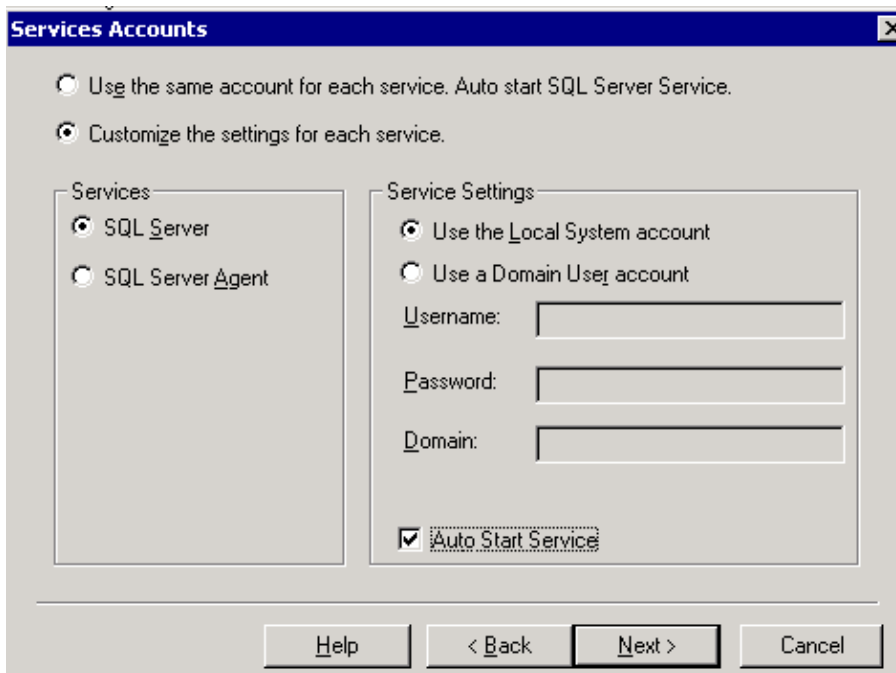 Services Accounts
Use the same account for each service. Auto start SQL Server Service.
Customize the settings for each service.
Services
SQL Server
SQL Server Agent
Service Settings
Use the Local System account
Use a Domain User account
Username:
Password:
Domain:
Auto Start Service
Help
< Back
Next >
Cancel